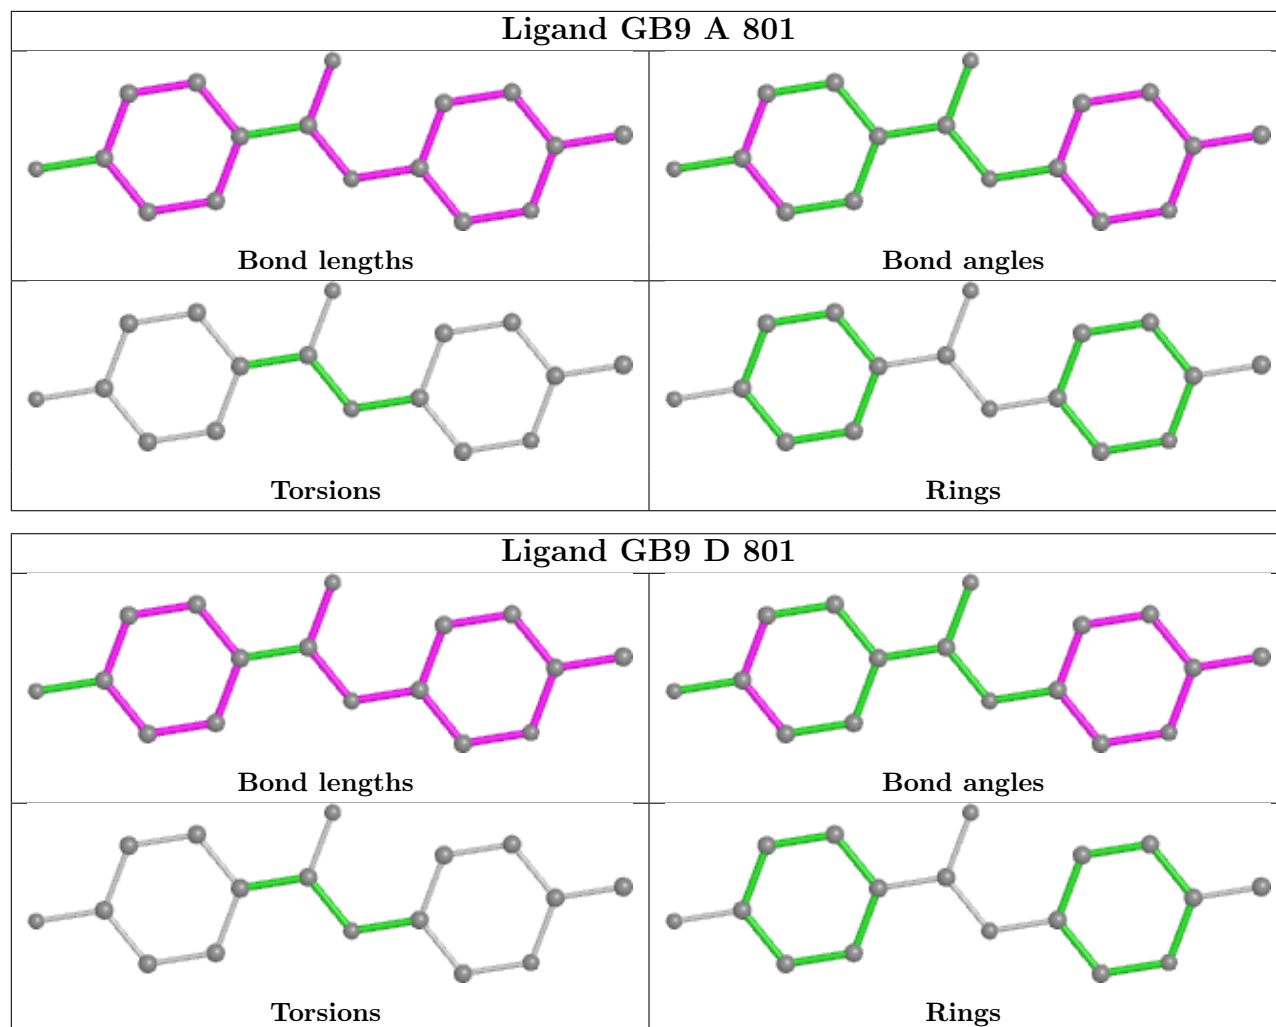 Ligand GB9 A 801
Bond lengths
Bond angles
Torsions
Rings
Ligand GB9 D 801
Bond lengths
Bond angles
Torsions
Rings